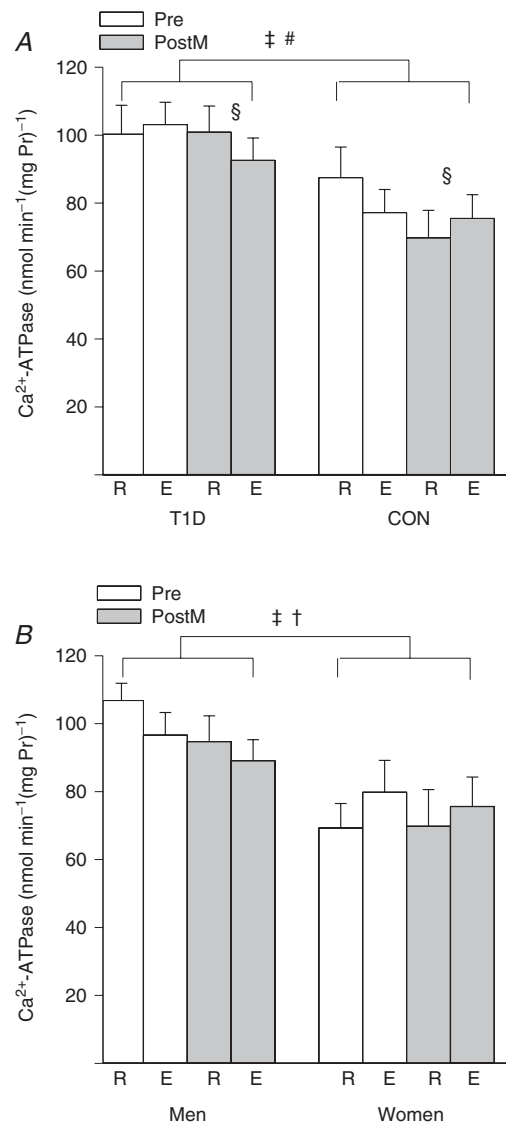 A
Pre
PostM
‡ #
120
100
80
60
40
20
§
§
Ca²⁺-ATPase (nmol min⁻¹(mg Pr)⁻¹)
R E R E R E R E
T1D CON
B
Pre
PostM
‡ †
120
100
80
60
40
20
Ca²⁺-ATPase (nmol min⁻¹(mg Pr)⁻¹)
R E R E R E R E
Men Women